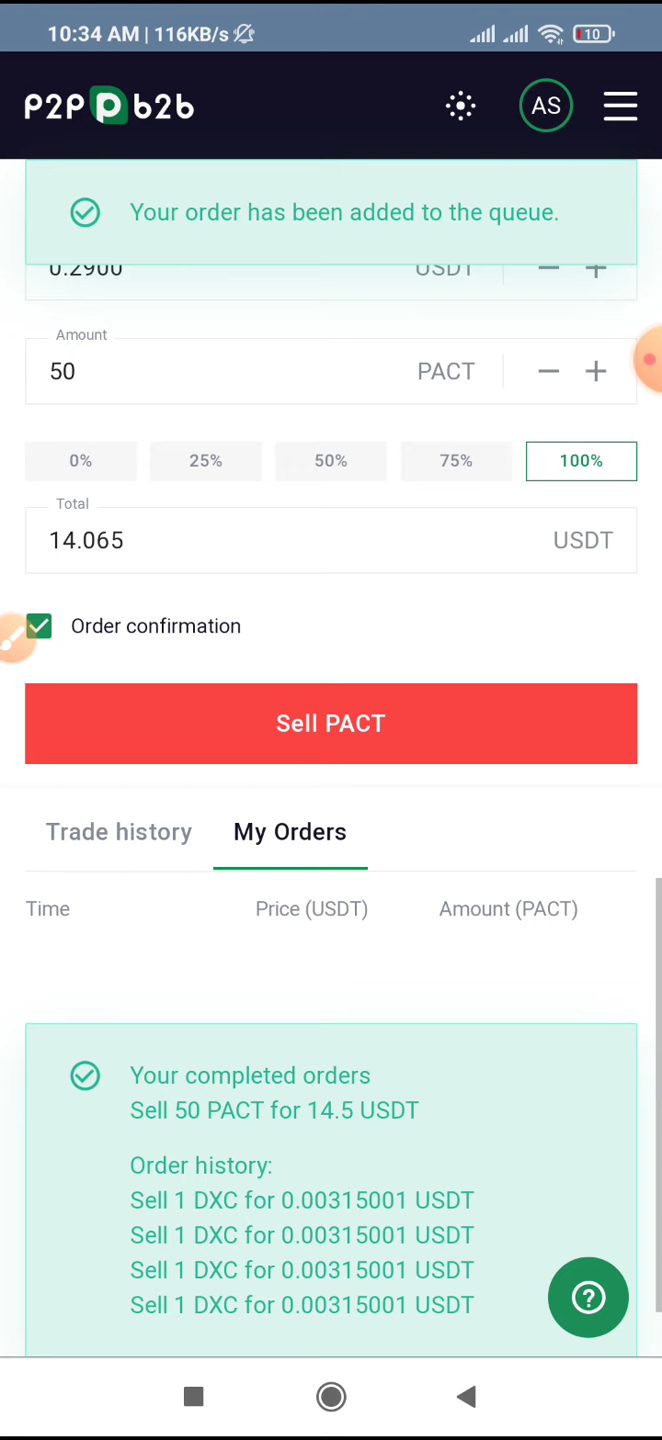 10:34 AM | 116KB/s
10
P2P b2b
AS
Your order has been added to the queue.
0.2900 USDT
Amount
50 PACT
0% 25% 50% 75% 100%
Total
14.065 USDT
Order confirmation
Sell PACT
Trade history My Orders
Time Price (USDT) Amount (PACT)
Your completed orders
Sell 50 PACT for 14.5 USDT
Order history:
Sell 1 DXC for 0.00315001 USDT
Sell 1 DXC for 0.00315001 USDT
Sell 1 DXC for 0.00315001 USDT
Sell 1 DXC for 0.00315001 USDT